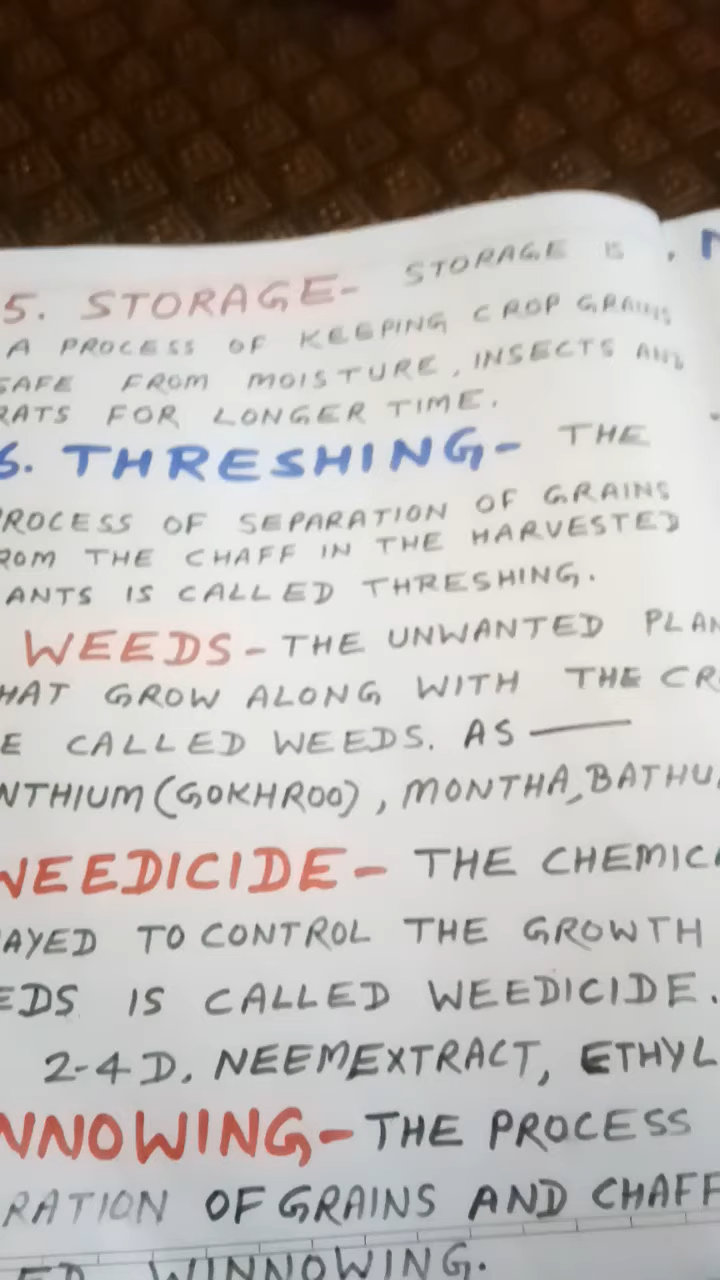 5. STORAGE- STORAGE IS
A PROCESS OF KEEPING CROP GRAINS
SAFE FROM MOISTURE, INSECTS AND
RATS FOR LONGER TIME.
6. THRESHING- THE
ROCESS OF SEPARATION OF GRAINS
ROM THE CHAFF IN THE HARVESTED
ANTS IS CALLED THRESHING.
WEEDS- THE UNWANTED PLAN
HAT GROW ALONG WITH THE CR
E CALLED WEEDS. AS —
NTHIUM (GOKHROO), MONTHA, BATHU
WEEDICIDE- THE CHEMICA
AYED TO CONTROL THE GROWTH
EDS IS CALLED WEEDICIDE.
2-4 D, NEEMEXTRACT, ETHYL
NNOWING- THE PROCESS
RATION OF GRAINS AND CHAFF
ED WINNOWING.